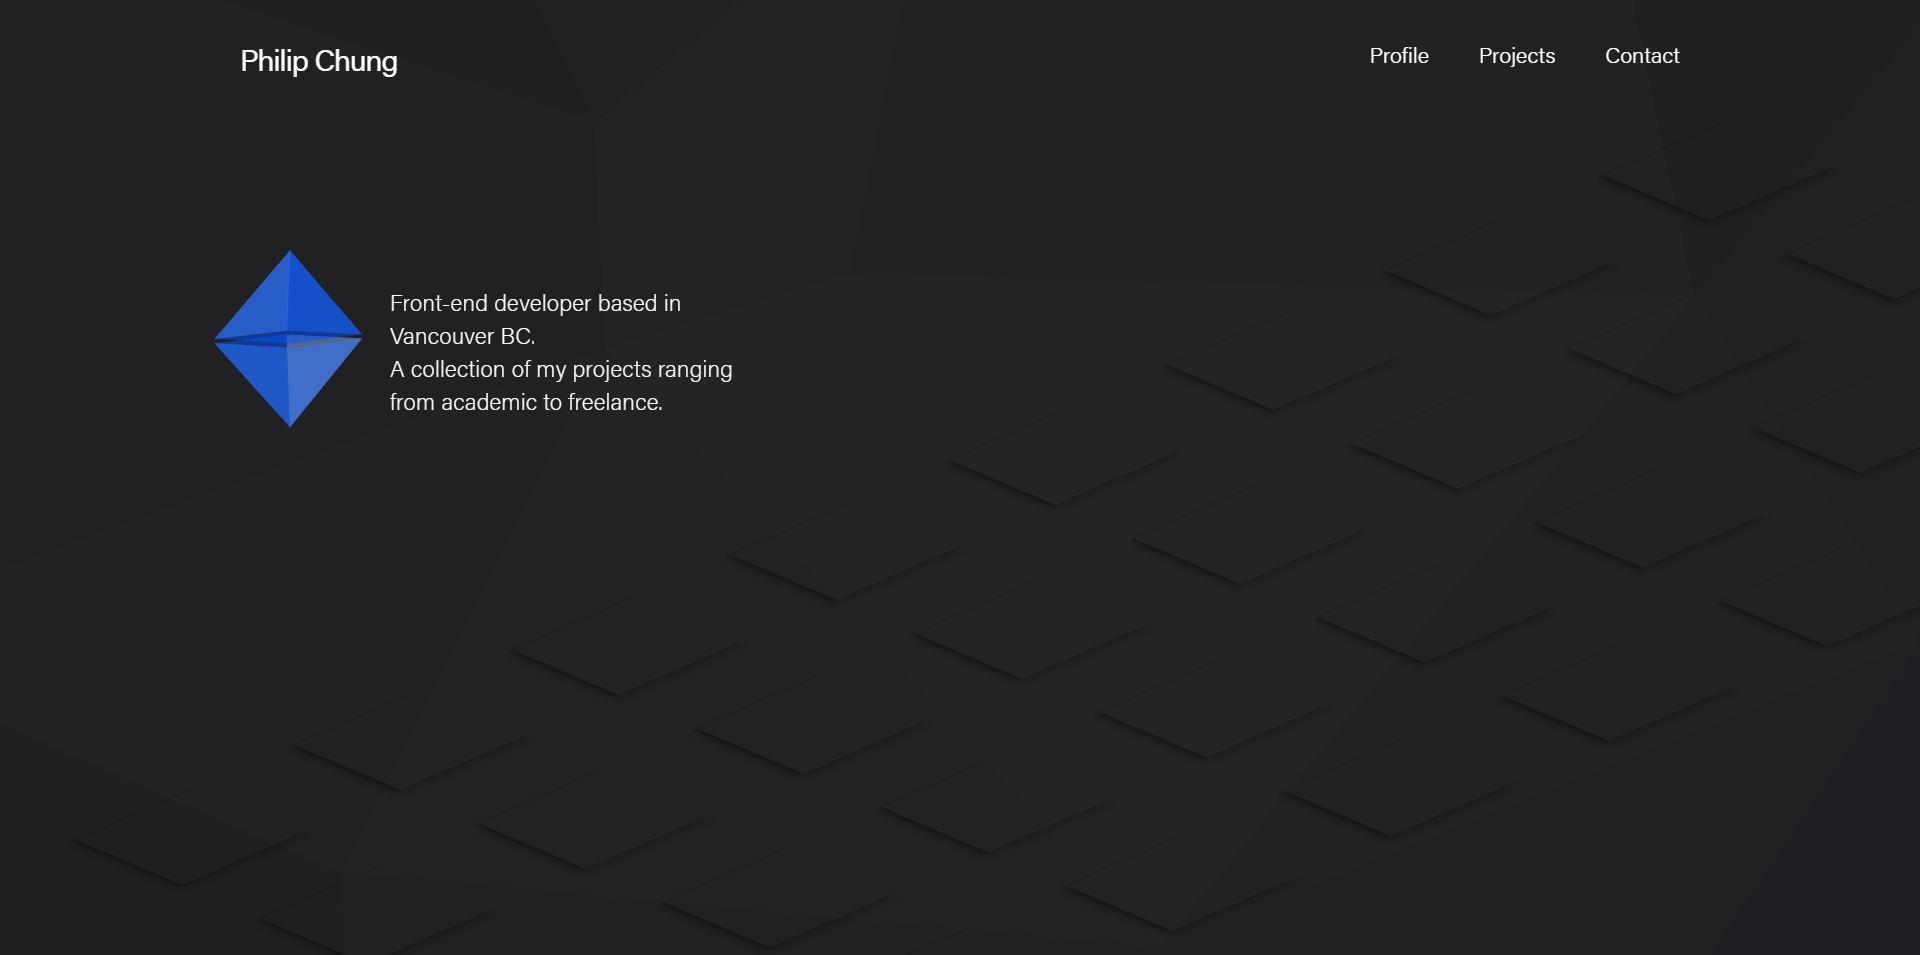 Philip Chung
Profile
Projects
Contact
Front-end developer based in
Vancouver BC.
A collection of my projects ranging
from academic to freelance.